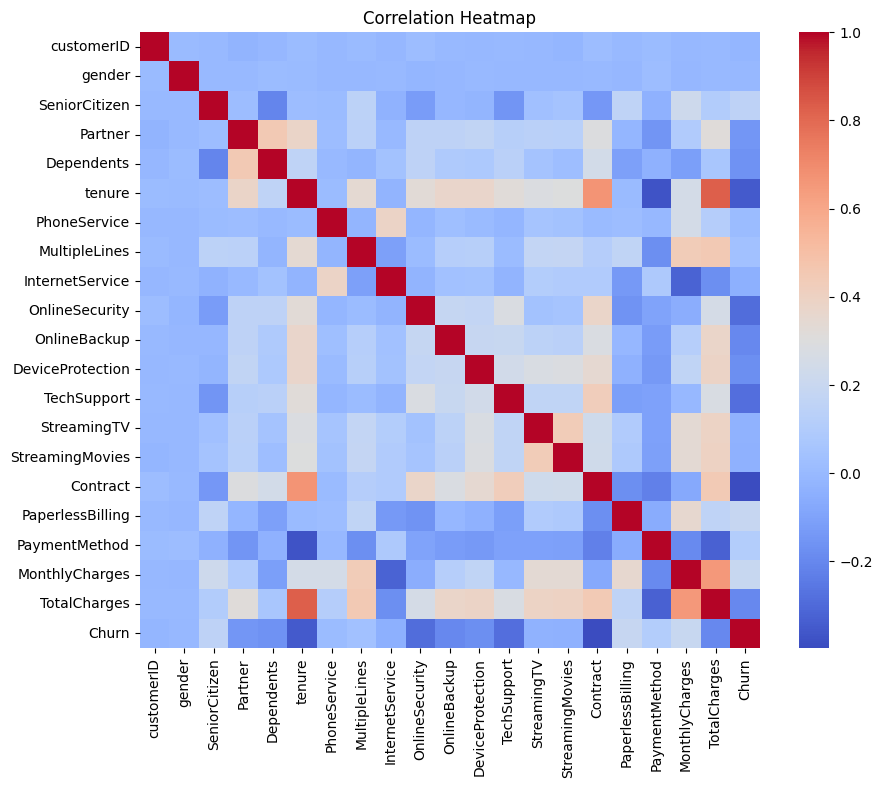 Correlation Heatmap
customerID
gender
SeniorCitizen
Partner
Dependents
tenure
PhoneService
MultipleLines
InternetService
OnlineSecurity
OnlineBackup
DeviceProtection
TechSupport
StreamingTV
StreamingMovies
Contract
PaperlessBilling
PaymentMethod
MonthlyCharges
TotalCharges
Churn
customerID
gender
SeniorCitizen
Partner
Dependents
tenure
PhoneService
MultipleLines
InternetService
OnlineSecurity
OnlineBackup
DeviceProtection
TechSupport
StreamingTV
StreamingMovies
Contract
PaperlessBilling
PaymentMethod
MonthlyCharges
TotalCharges
Churn
1.0
0.8
0.6
0.4
0.2
0.0
−0.2